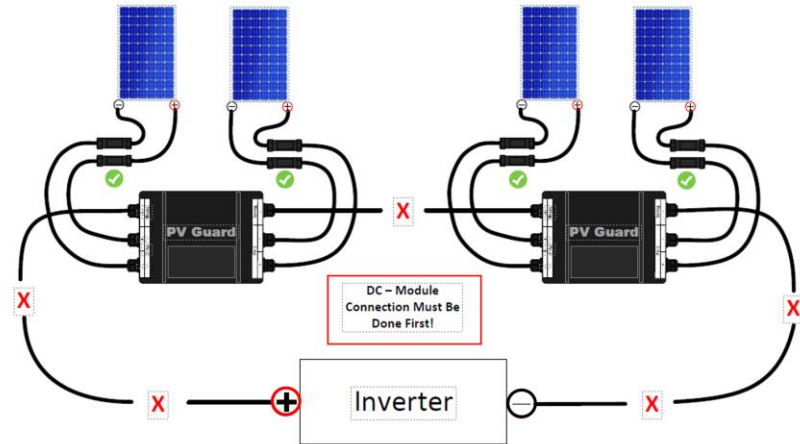 PV Guard
PV Guard
X
X
X
DC – Module
Connection Must Be
Done First!
X
Inverter
X